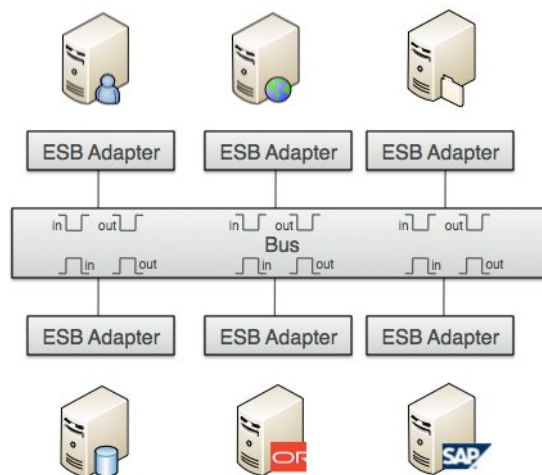 ESB Adapter ESB Adapter ESB Adapter
in out in out in out
Bus
in out in out in out
ESB Adapter ESB Adapter ESB Adapter
OR SAP